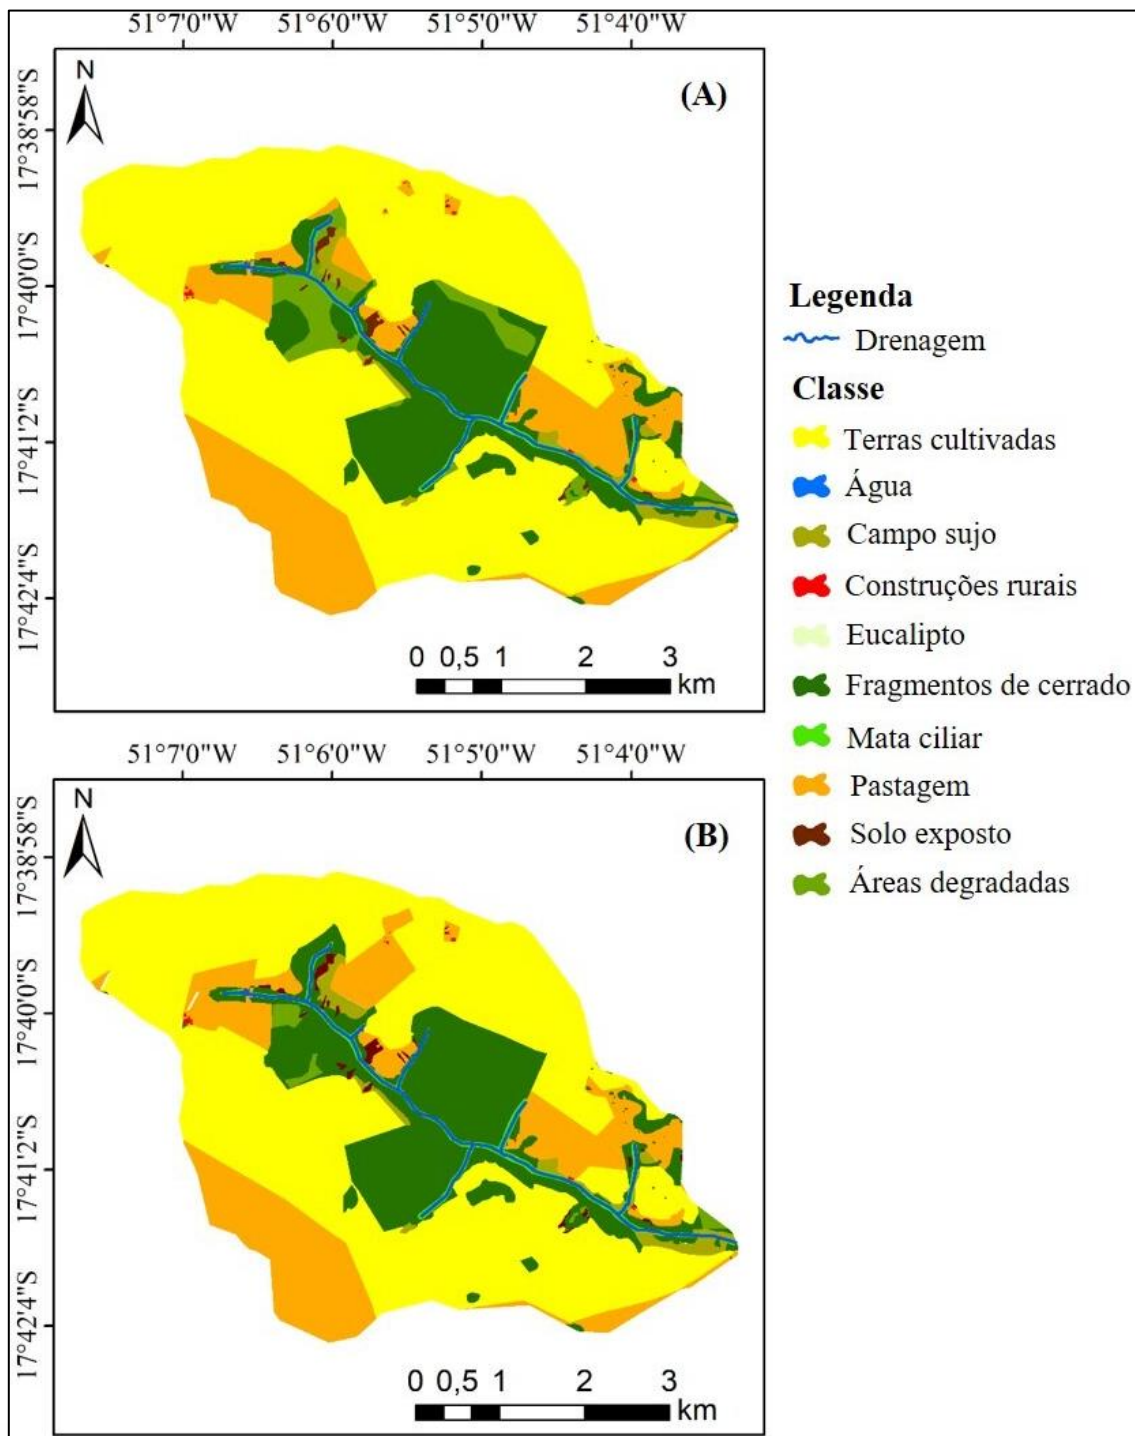 51°7'0"W 51°6'0"W 51°5'0"W 51°4'0"W
N
(A)
17°38'58"S
17°40'0"S
17°41'2"S
17°42'4"S
0 0,5 1 2 3
km
Legenda
Drenagem
Classe
Terras cultivadas
Água
Campo sujo
Construções rurais
Eucalipto
Fragmentos de cerrado
Mata ciliar
Pastagem
Solo exposto
Áreas degradadas
51°7'0"W 51°6'0"W 51°5'0"W 51°4'0"W
N
(B)
17°38'58"S
17°40'0"S
17°41'2"S
17°42'4"S
0 0,5 1 2 3
km